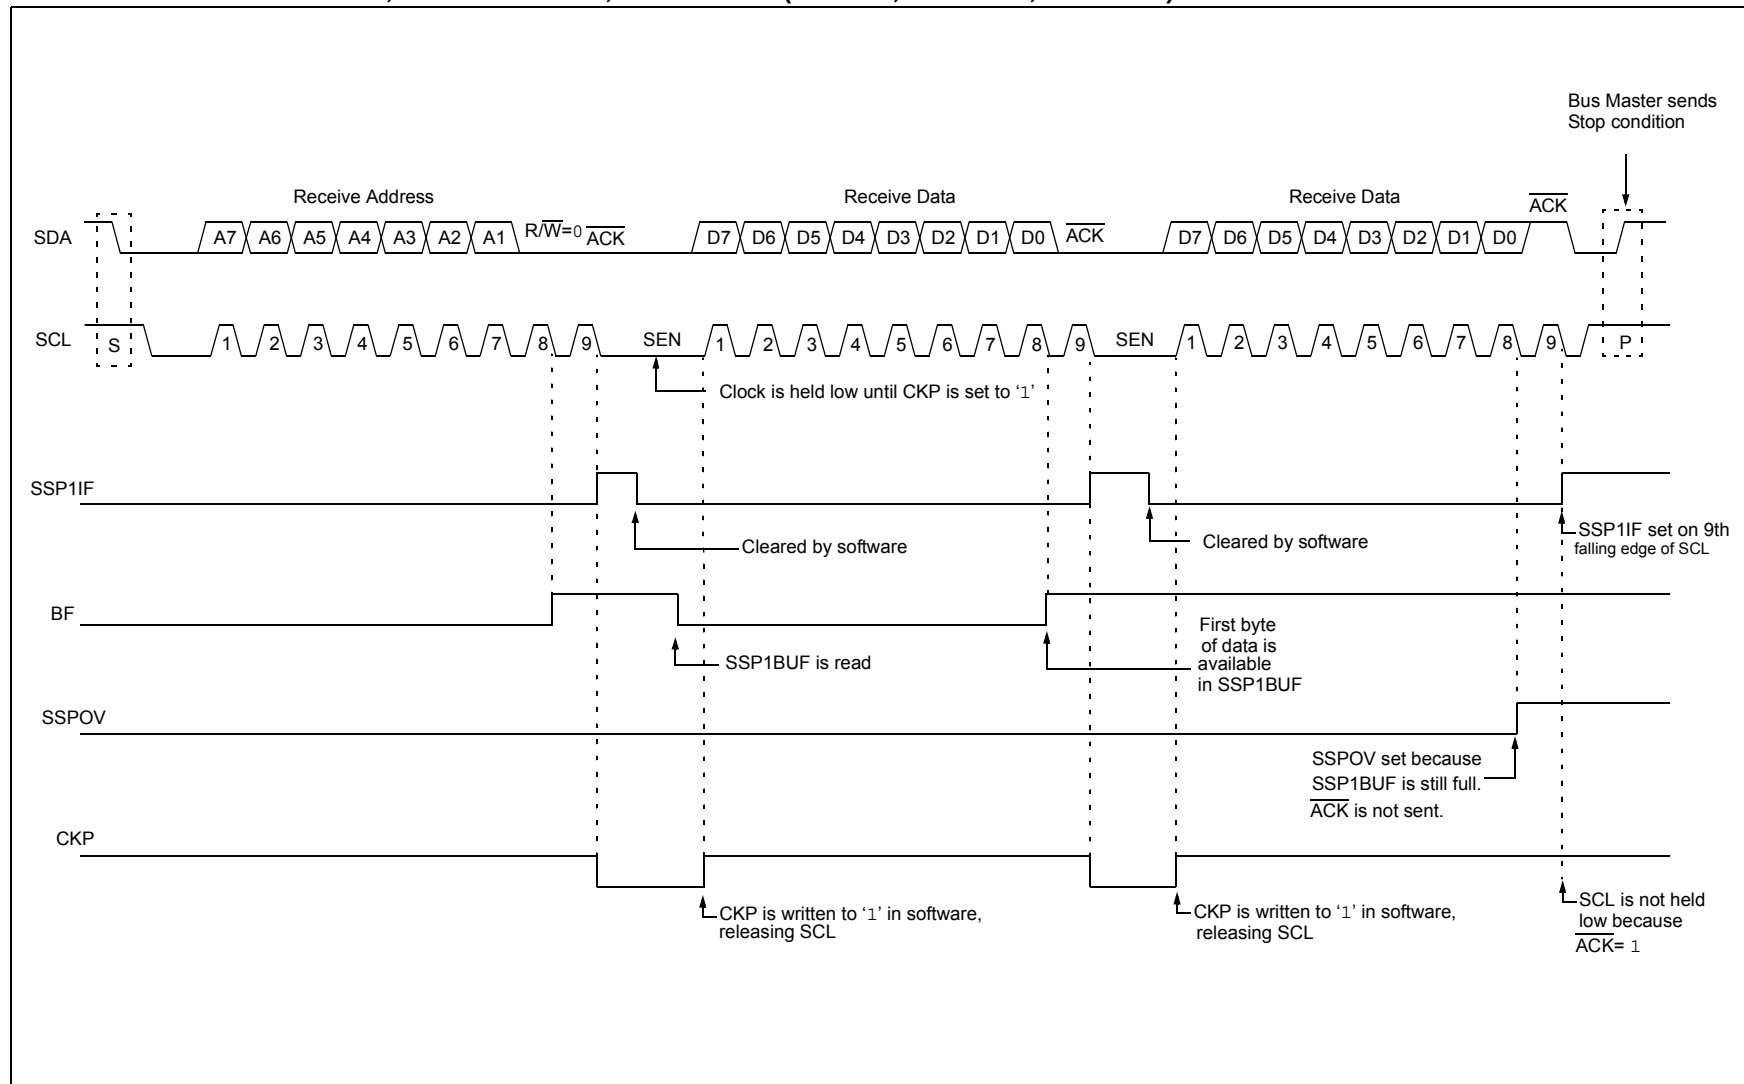 Bus Master sends
Stop condition
Receive Address
Receive Data
Receive Data
ACK
SDA
A7 A6 A5 A4 A3 A2 A1 R/W=0 ACK
D7 D6 D5 D4 D3 D2 D1 D0 ACK
D7 D6 D5 D4 D3 D2 D1 D0
SCL
S 1 2 3 4 5 6 7 8 9 SEN 1 2 3 4 5 6 7 8 9 SEN 1 2 3 4 5 6 7 8 9 P
Clock is held low until CKP is set to ‘1’
SSP1IF
Cleared by software
Cleared by software
SSP1IF set on 9th
falling edge of SCL
BF
SSP1BUF is read
First byte
of data is
available
in SSP1BUF
SSPOV
SSPOV set because
SSP1BUF is still full.
ACK is not sent.
CKP
CKP is written to ‘1’ in software,
releasing SCL
CKP is written to ‘1’ in software,
releasing SCL
SCL is not held
low because
ACK= 1